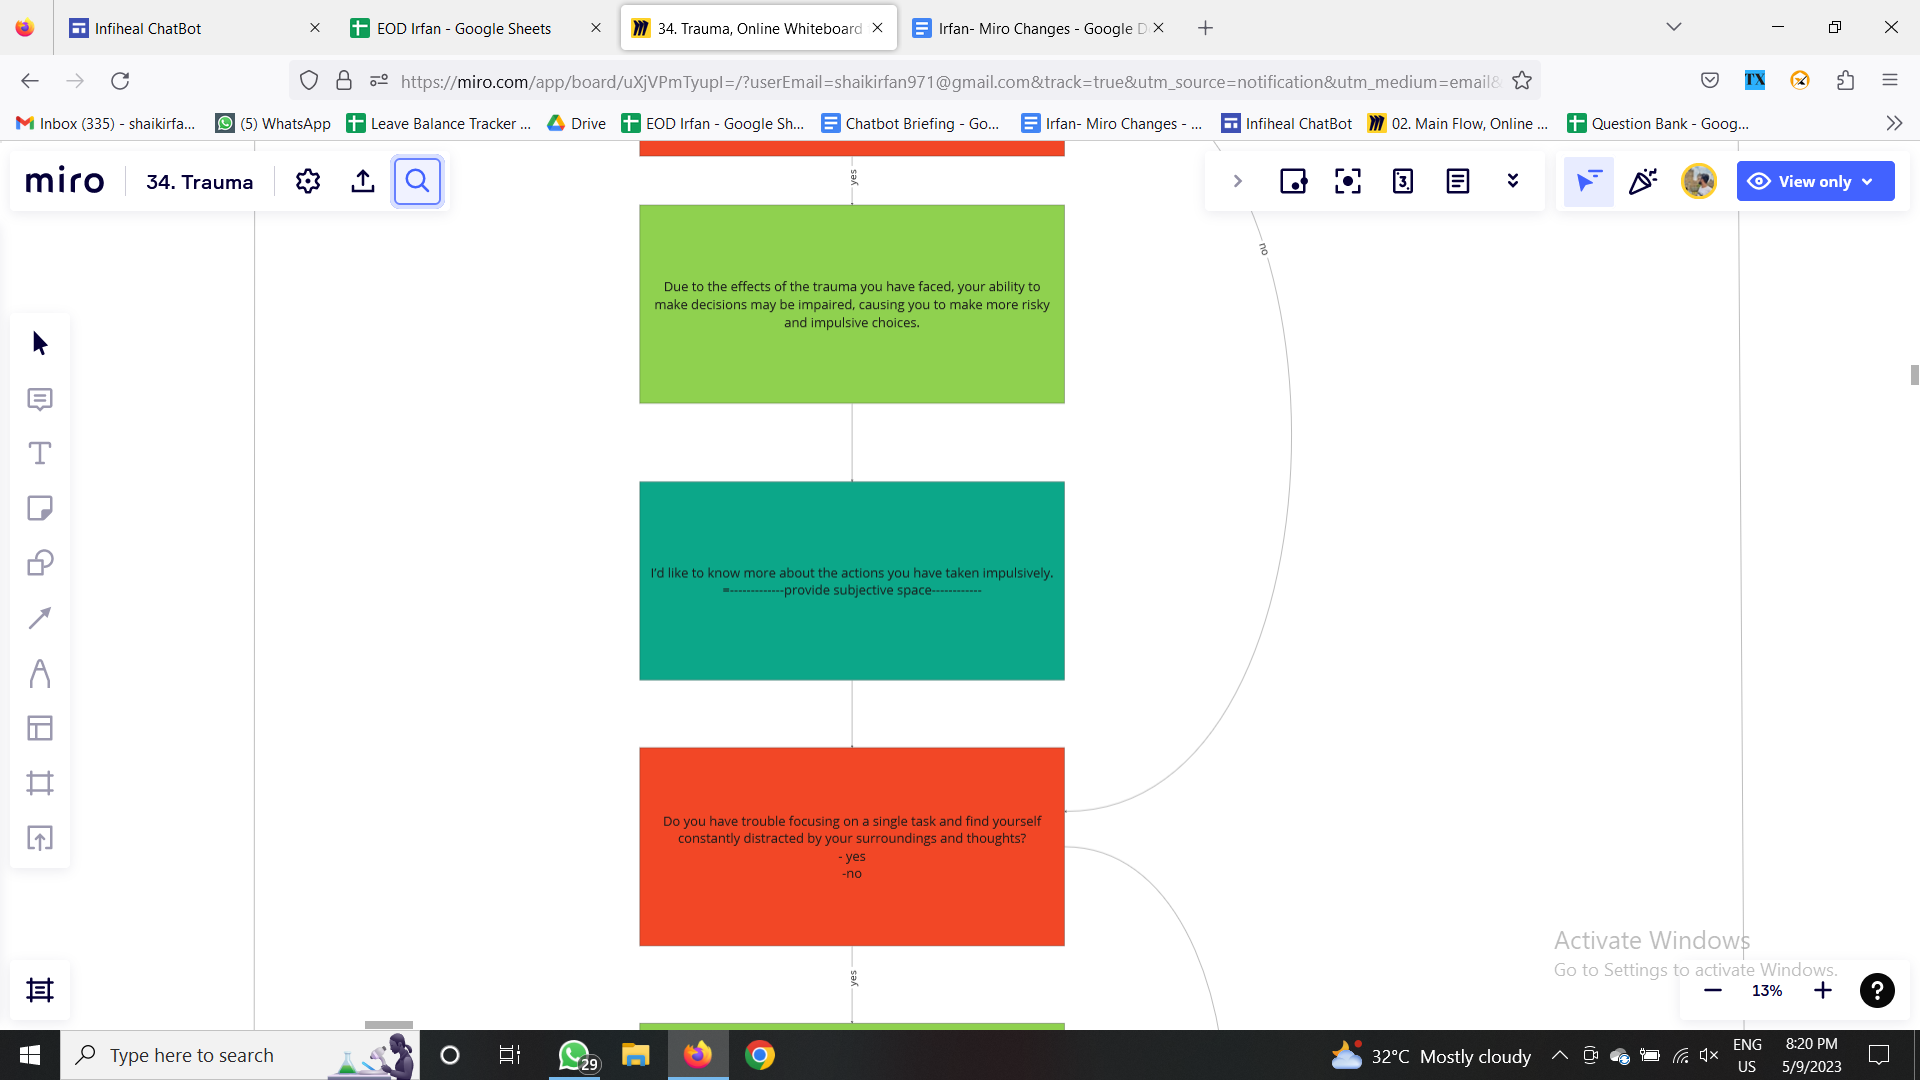 Infiheal ChatBot
EOD Irfan - Google Sheets
34. Trauma, Online Whiteboard
Irfan- Miro Changes - Google D
https://miro.com/app/board/uXjVPmTyupI=/?userEmail=shaikirfan971@gmail.com&track=true&utm_source=notification&utm_medium=email&
TX
Inbox (335) - shaikirfa...
(5) WhatsApp
Leave Balance Tracker ...
Drive
EOD Irfan - Google Sh...
Chatbot Briefing - Go...
Irfan- Miro Changes - ...
Infiheal ChatBot
02. Main Flow, Online ...
Question Bank - Goog...
miro
34. Trauma
3
View only
yes
no
Due to the effects of the trauma you have faced, your ability to
make decisions may be impaired, causing you to make more risky
and impulsive choices.
I'd like to know more about the actions you have taken impulsively.
=-------------provide subjective space------------
Do you have trouble focusing on a single task and find yourself
constantly distracted by your surroundings and thoughts?
- yes
-no
yes
Activate Windows
Go to Settings to activate Windows.
13%
?
Type here to search
29
32°C Mostly cloudy
ENG
US
8:20 PM
5/9/2023